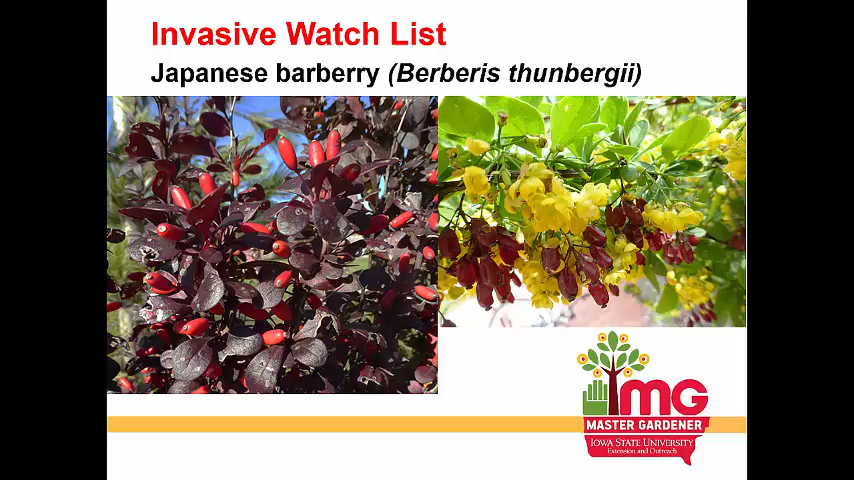 Invasive Watch List
Japanese barberry (Berberis thunbergii)
MG
MASTER GARDENER
IOWA STATE UNIVERSITY
Extension and Outreach